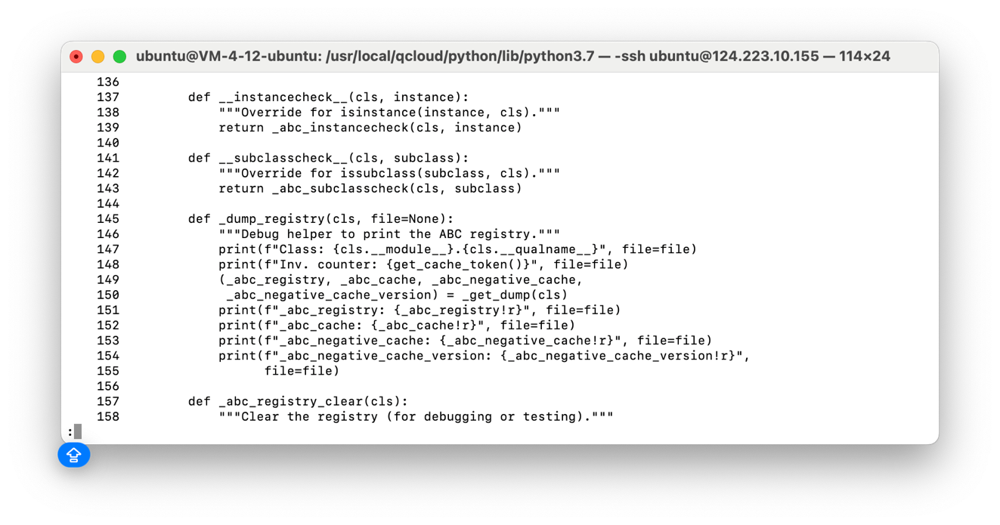 ubuntu@VM-4-12-ubuntu: /usr/local/qcloud/python/lib/python3.7 — -ssh ubuntu@124.223.10.155 — 114×24
136
137         def __instancecheck__(cls, instance):
138             """Override for isinstance(instance, cls)."""
139             return _abc_instancecheck(cls, instance)
140
141         def __subclasscheck__(cls, subclass):
142             """Override for issubclass(subclass, cls)."""
143             return _abc_subclasscheck(cls, subclass)
144
145         def _dump_registry(cls, file=None):
146             """Debug helper to print the ABC registry."""
147             print(f"Class: {cls.__module__}.{cls.__qualname__}", file=file)
148             print(f"Inv. counter: {get_cache_token()}", file=file)
149             (_abc_registry, _abc_cache, _abc_negative_cache,
150              _abc_negative_cache_version) = _get_dump(cls)
151             print(f"_abc_registry: {_abc_registry!r}", file=file)
152             print(f"_abc_cache: {_abc_cache!r}", file=file)
153             print(f"_abc_negative_cache: {_abc_negative_cache!r}", file=file)
154             print(f"_abc_negative_cache_version: {_abc_negative_cache_version!r}",
155                   file=file)
156
157         def _abc_registry_clear(cls):
158             """Clear the registry (for debugging or testing)."""
: